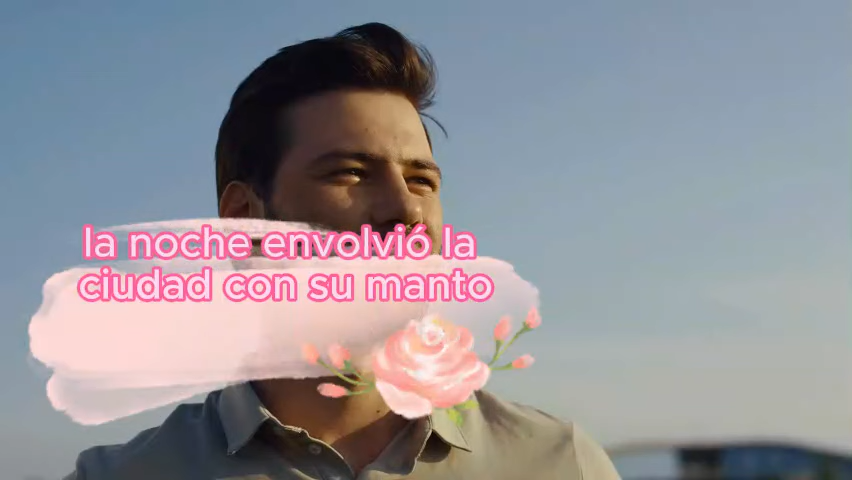 la noche envolvió la
ciudad con su manto